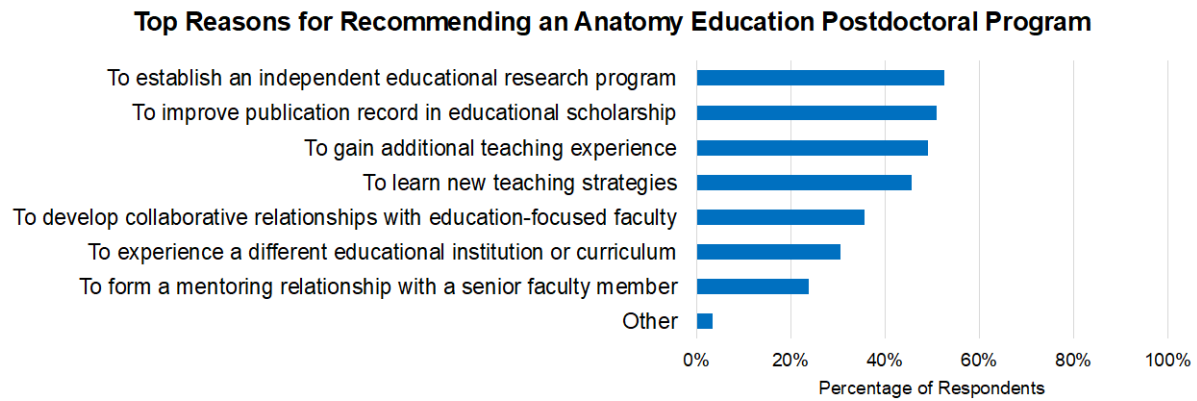 Top Reasons for Recommending an Anatomy Education Postdoctoral Program
To establish an independent educational research program
To improve publication record in educational scholarship
To gain additional teaching experience
To learn new teaching strategies
To develop collaborative relationships with education-focused faculty
To experience a different educational institution or curriculum
To form a mentoring relationship with a senior faculty member
Other
0% 20% 40% 60% 80% 100%
Percentage of Respondents